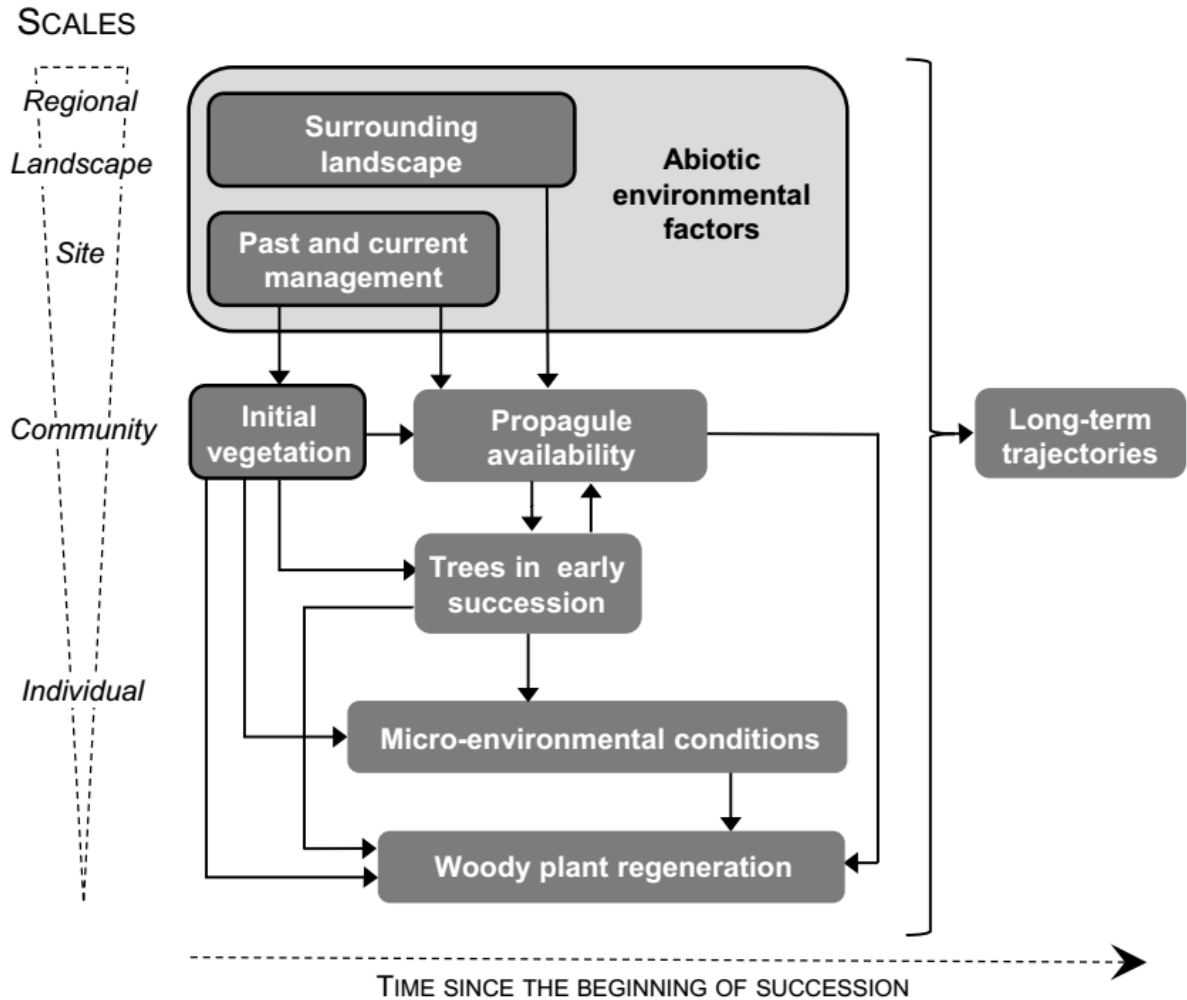 SCALES
Regional
Landscape
Site
Community
Individual
Surrounding
landscape
Abiotic
environmental
factors
Past and current
management
Initial
vegetation
Propagule
availability
Long-term
trajectories
Trees in early
succession
Micro-environmental conditions
Woody plant regeneration
TIME SINCE THE BEGINNING OF SUCCESSION